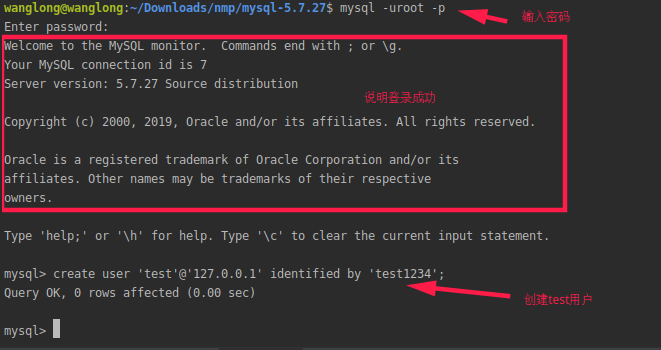 wanglong@wanglong:~/Downloads/nmp/mysql-5.7.27$ mysql -uroot -p
输入密码
Enter password:
Welcome to the MySQL monitor.  Commands end with ; or \g.
Your MySQL connection id is 7
Server version: 5.7.27 Source distribution
说明登录成功
Copyright (c) 2000, 2019, Oracle and/or its affiliates. All rights reserved.
Oracle is a registered trademark of Oracle Corporation and/or its
affiliates. Other names may be trademarks of their respective
owners.
Type 'help;' or '\h' for help. Type '\c' to clear the current input statement.
mysql> create user 'test'@'127.0.0.1' identified by 'test1234';
Query OK, 0 rows affected (0.00 sec)
创建test用户
mysql>